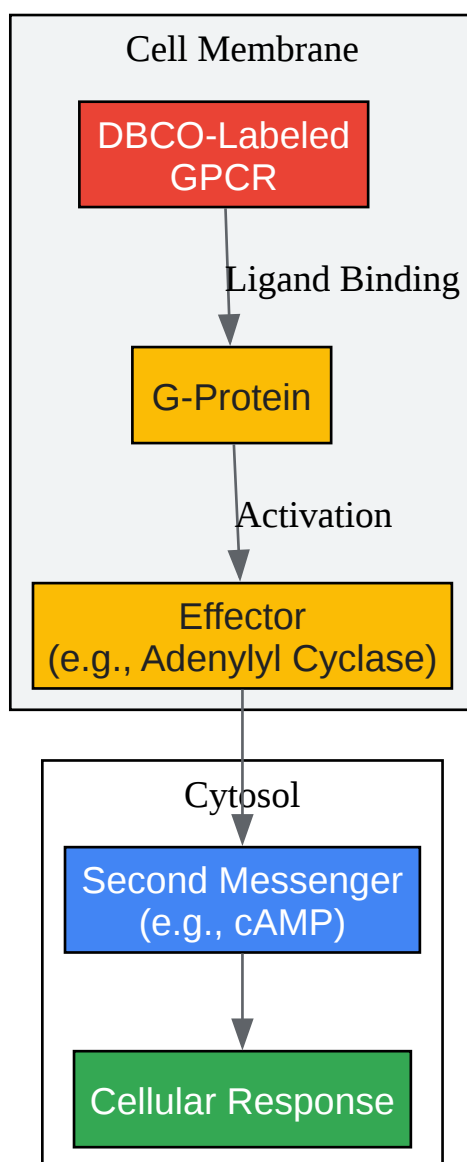 Cell Membrane
DBCO-Labeled
GPCR
Ligand Binding
G-Protein
Activation
Effector
(e.g., Adenylyl Cyclase)
Cytosol
Second Messenger
(e.g., cAMP)
Cellular Response